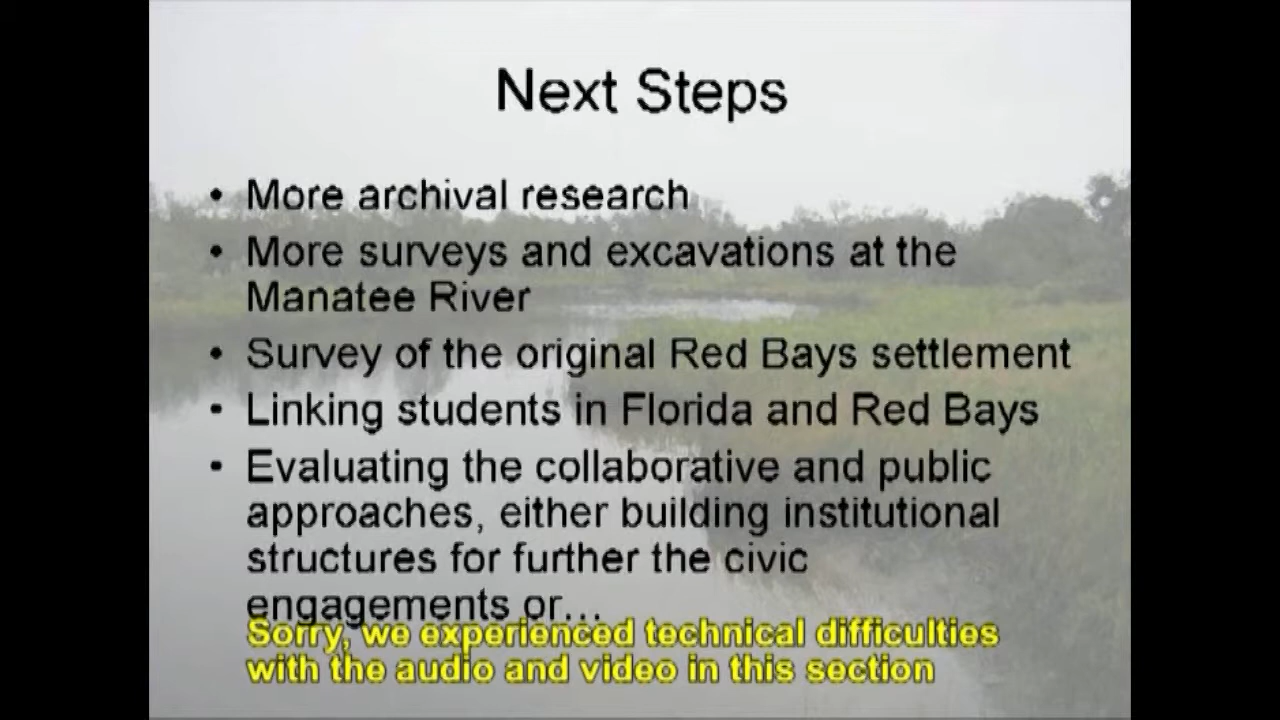 Next Steps
• More archival research
• More surveys and excavations at the
Manatee River
• Survey of the original Red Bays settlement
• Linking students in Florida and Red Bays
• Evaluating the collaborative and public
approaches, either building institutional
structures for further the civic
engagements or...
Sorry, we experienced technical difficulties
with the audio and video in this section